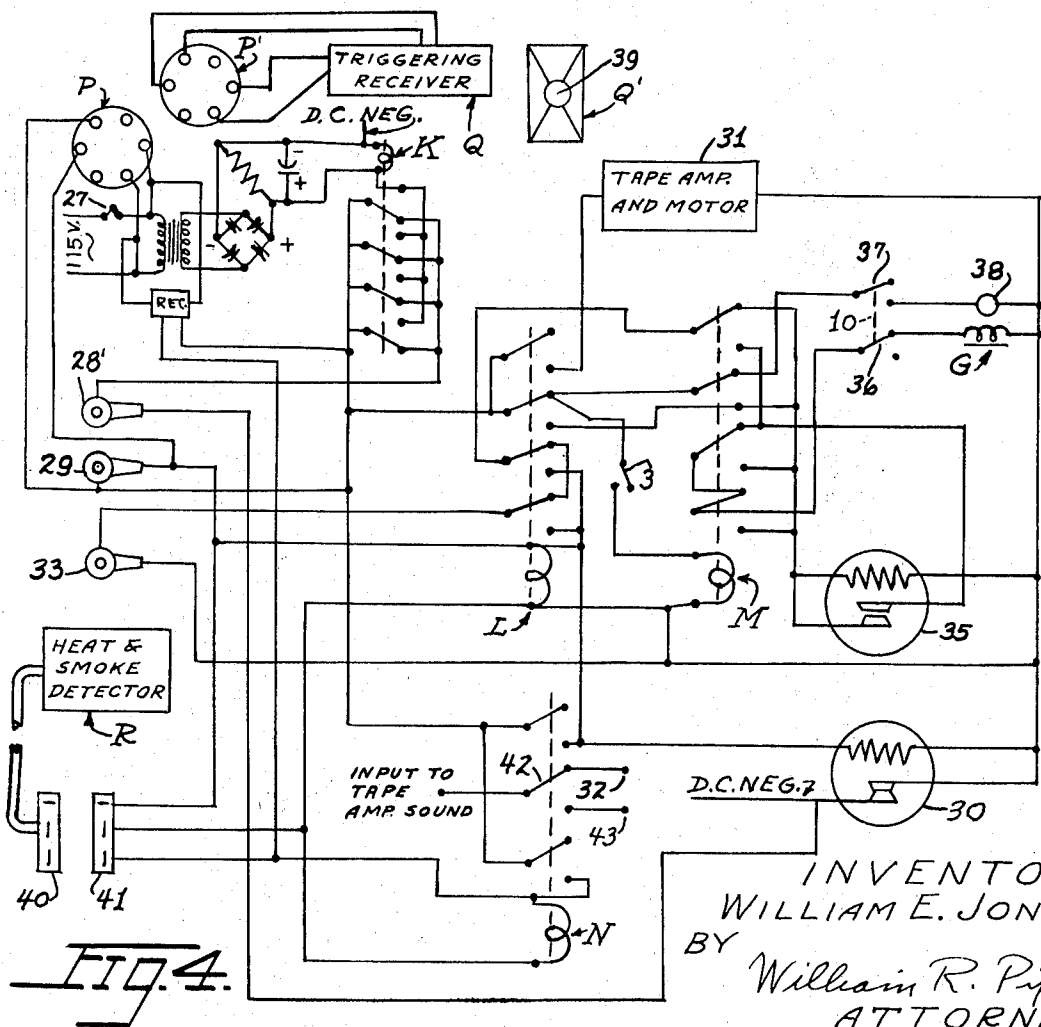 P'
TRIGGERING
RECEIVER
39
Q'
P
D.C. NEG.
Q
K
31
27
-
+
TAPE AMP.
AND MOTOR
115 V.
~
-
+
37
38
REC.
10
28'
G
36
29
3
33
L
M
35
HEAT &
SMOKE
DETECTOR
R
42
INPUT TO
TAPE
AMP. SOUND
32
D.C. NEG.
43
30
40
41
N
INVENTO
WILLIAM E. JON
BY
William R. Pi
ATTORN
FIG. 4.